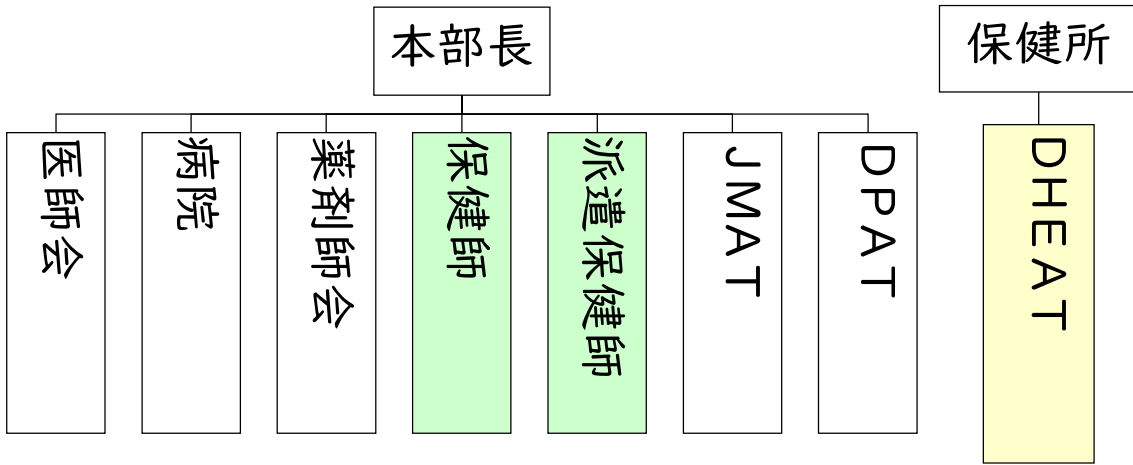 本部長
保健所
医師会
病院
薬剤師会
保健師
派遣保健師
ＪＭＡＴ
ＤＰＡＴ
ＤＨＥＡＴ